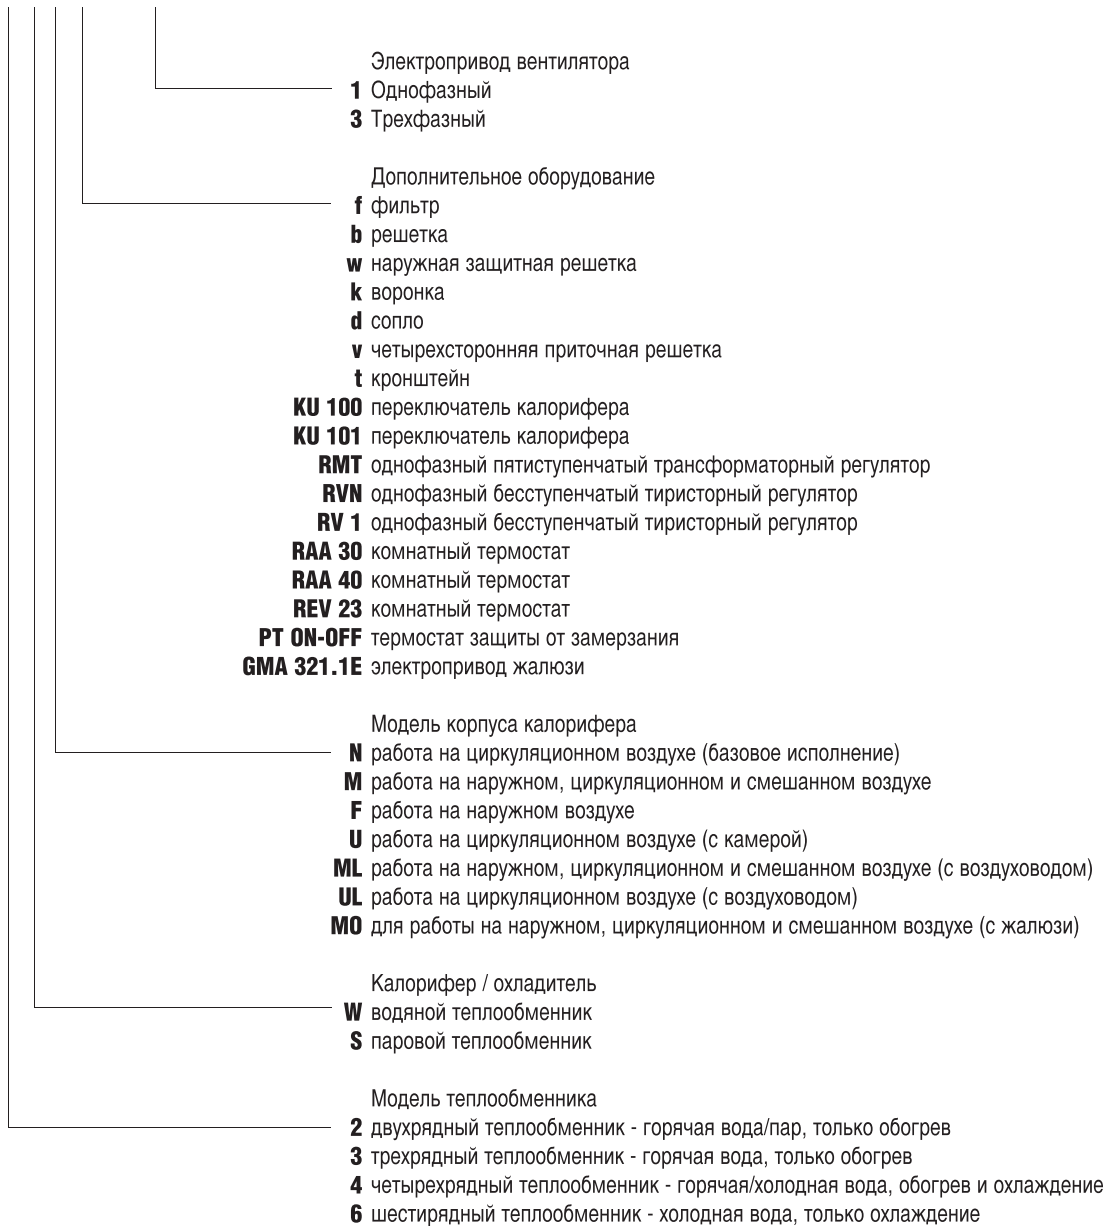 Электропривод вентилятора
1 Однофазный
3 Трехфазный
Дополнительное оборудование
f фильтр
b решетка
w наружная защитная решетка
k воронка
d сопло
v четырехсторонняя приточная решетка
t кронштейн
KU 100 переключатель калорифера
KU 101 переключатель калорифера
RMT однофазный пятиступенчатый трансформаторный регулятор
RVN однофазный бесступенчатый тиристорный регулятор
RV 1 однофазный бесступенчатый тиристорный регулятор
RAA 30 комнатный термостат
RAA 40 комнатный термостат
REV 23 комнатный термостат
PT ON-OFF термостат защиты от замерзания
GMA 321.1E электропривод жалюзи
Модель корпуса калорифера
N работа на циркуляционном воздухе (базовое исполнение)
M работа на наружном, циркуляционном и смешанном воздухе
F работа на наружном воздухе
U работа на циркуляционном воздухе (с камерой)
ML работа на наружном, циркуляционном и смешанном воздухе (с воздуховодом)
UL работа на циркуляционном воздухе (с воздуховодом)
MO для работы на наружном, циркуляционном и смешанном воздухе (с жалюзи)
Калорифер / охладитель
W водяной теплообменник
S паровой теплообменник
Модель теплообменника
2 двухрядный теплообменник - горячая вода/пар, только обогрев
3 трехрядный теплообменник - горячая вода, только обогрев
4 четырехрядный теплообменник - горячая/холодная вода, обогрев и охлаждение
6 шестирядный теплообменник - холодная вода, только охлаждение